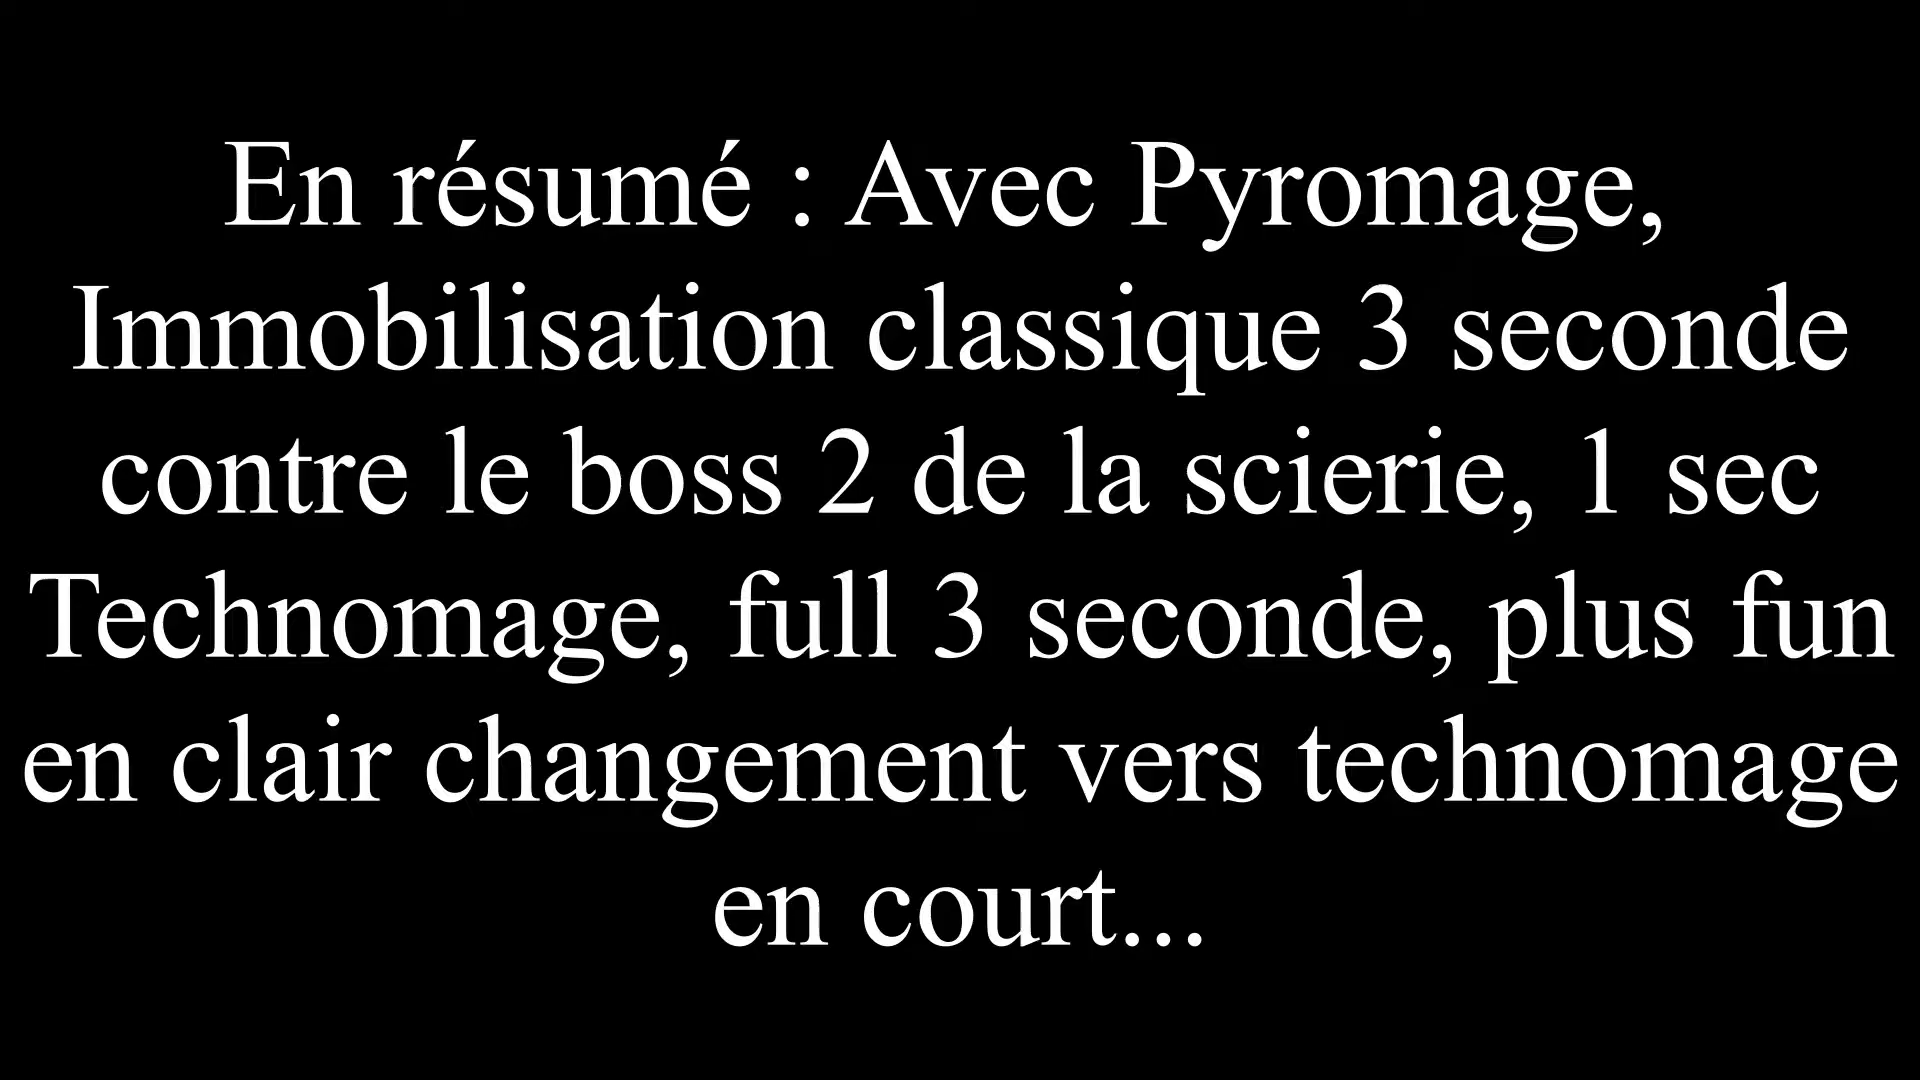 En résumé : Avec Pyromage,
Immobilisation classique 3 seconde
contre le boss 2 de la scierie, 1 sec
Technomage, full 3 seconde, plus fun
en clair changement vers technomage
en court...